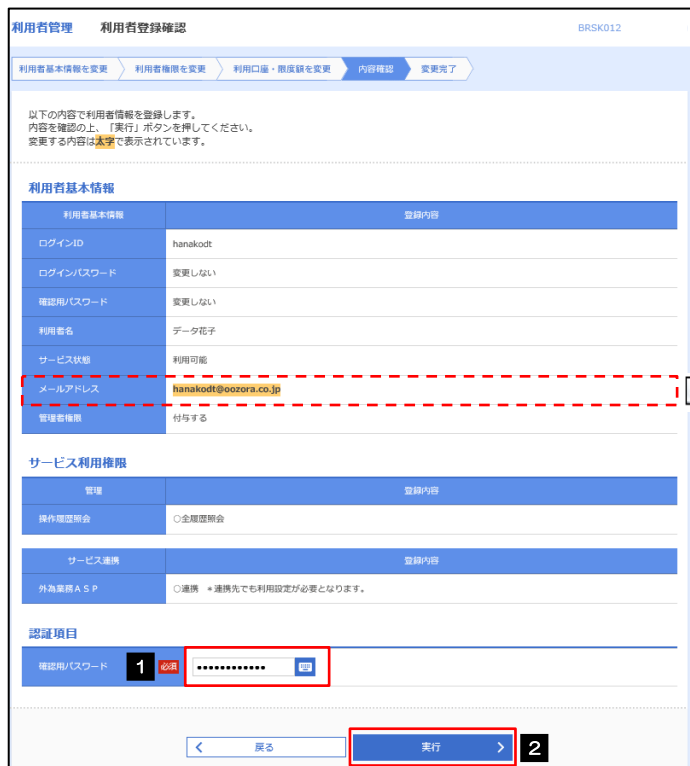 利用者管理 利用者登録確認 BRSK012
利用者基本情報を変更 利用者権限を変更 利用口座・限度額を変更 内容確認 変更完了
以下の内容で利用者情報を登録します。
内容を確認の上、「実行」ボタンを押してください。
変更する内容は太字で表示されています。
利用者基本情報
利用者基本情報 登録内容
ログインID hanakodt
ログインパスワード 変更しない
確認用パスワード 変更しない
利用者名 データ花子
サービス状態 利用可能
メールアドレス hanakodt@oozora.co.jp
管理者権限 付与する
サービス利用権限
管理 登録内容
操作履歴照会 ○全履歴照会
サービス連携 登録内容
外為業務ASP ○連携 *連携先でも利用設定が必要となります。
認証項目
確認用パスワード 1 必須 ••••••••••••
戻る 実行 2